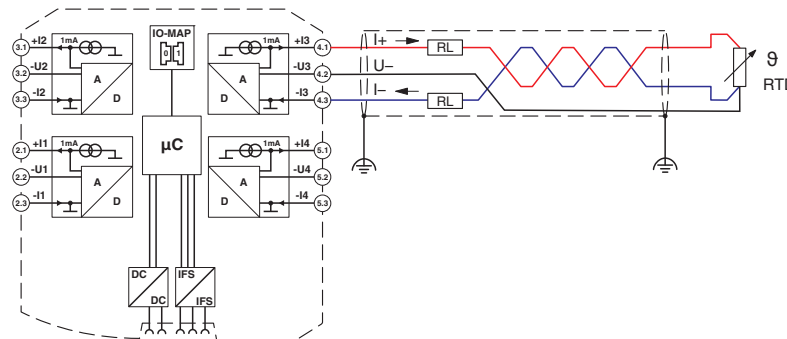 IO-MAP
0 1
3.1 +I2 1mA
3.2 -U2 A
3.3 -I2 D
1mA +I3 4.1
A -U3 4.2
D -I3 4.3
I+ RL
U−
I− RL
ϑ
RTD
µC
2.1 +I1 1mA
2.2 -U1 A
2.3 -I1 D
1mA +I4 5.1
A -U4 5.2
D -I4 5.3
DC
DC
IFS
IFS